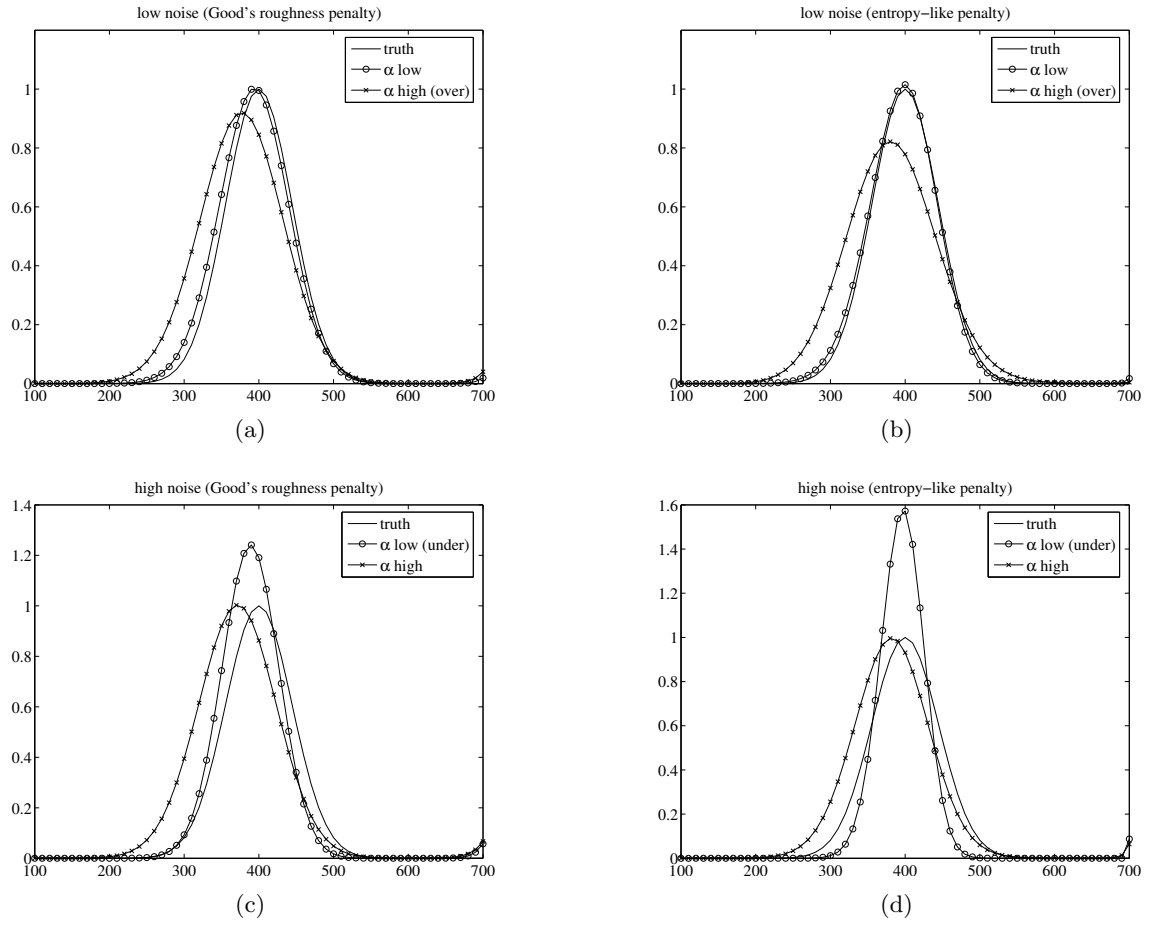 low noise (Good's roughness penalty)
truth
α low
α high (over)
1
0.8
0.6
0.4
0.2
0
100 200 300 400 500 600 700
(a)
low noise (entropy−like penalty)
truth
α low
α high (over)
1
0.8
0.6
0.4
0.2
0
100 200 300 400 500 600 700
(b)
high noise (Good's roughness penalty)
truth
α low (under)
α high
1.4
1.2
1
0.8
0.6
0.4
0.2
0
100 200 300 400 500 600 700
(c)
high noise (entropy−like penalty)
truth
α low (under)
α high
1.6
1.4
1.2
1
0.8
0.6
0.4
0.2
0
100 200 300 400 500 600 700
(d)